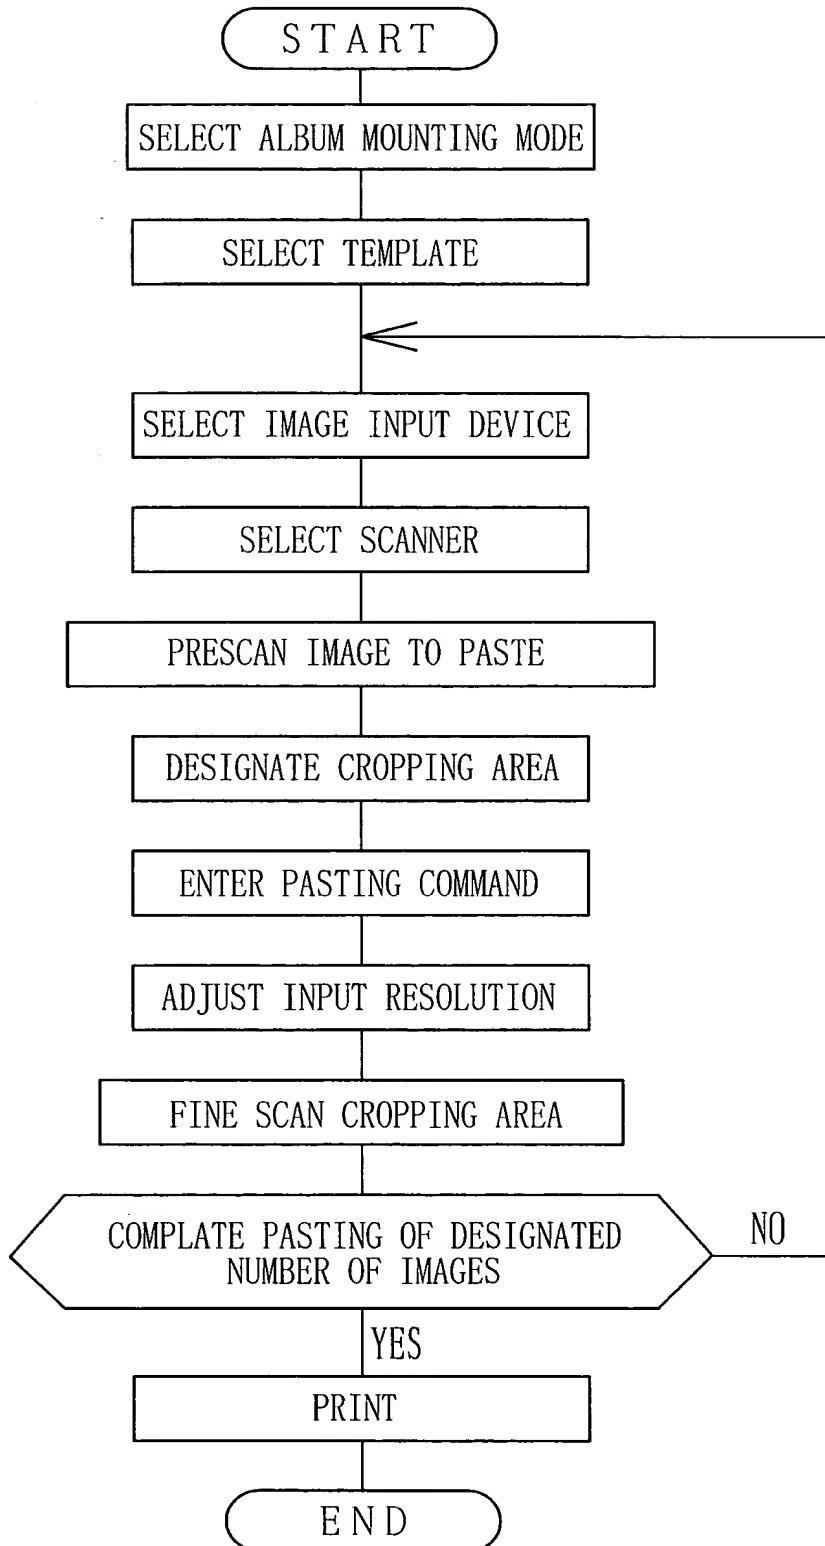 START
SELECT ALBUM MOUNTING MODE
SELECT TEMPLATE
SELECT IMAGE INPUT DEVICE
SELECT SCANNER
PRESCAN IMAGE TO PASTE
DESIGNATE CROPPING AREA
ENTER PASTING COMMAND
ADJUST INPUT RESOLUTION
FINE SCAN CROPPING AREA
COMPLATE PASTING OF DESIGNATED
NUMBER OF IMAGES
NO
YES
PRINT
END